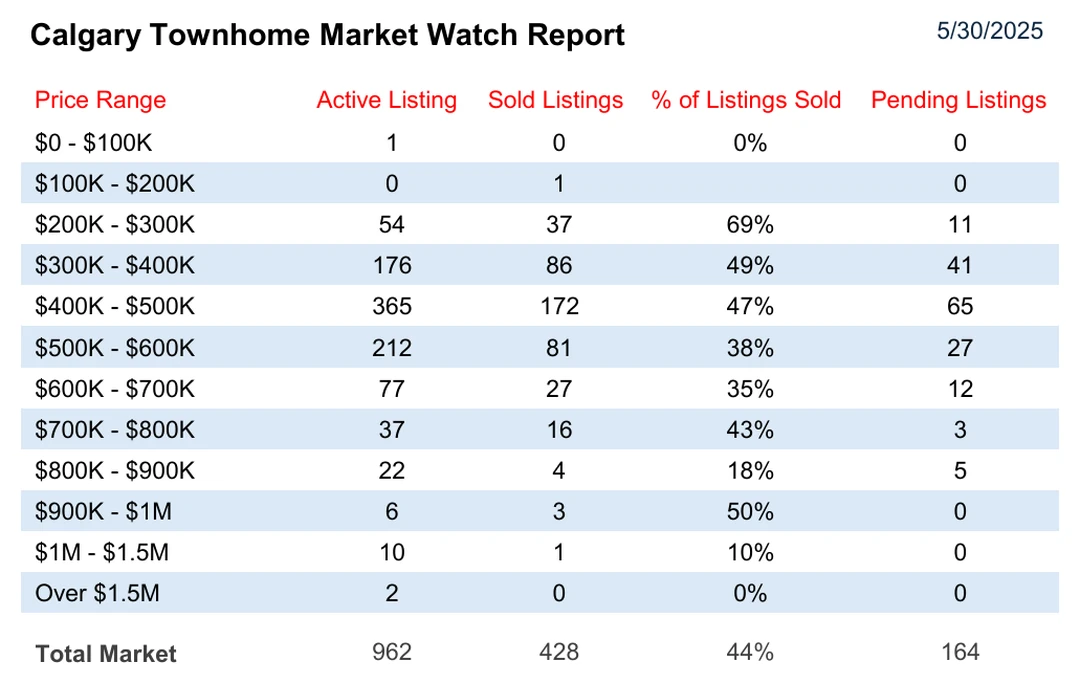 Calgary Townhome Market Watch Report 5/30/2025
Price Range Active Listing Sold Listings % of Listings Sold Pending Listings
$0 - $100K 1 0 0% 0
$100K - $200K 0 1 0
$200K - $300K 54 37 69% 11
$300K - $400K 176 86 49% 41
$400K - $500K 365 172 47% 65
$500K - $600K 212 81 38% 27
$600K - $700K 77 27 35% 12
$700K - $800K 37 16 43% 3
$800K - $900K 22 4 18% 5
$900K - $1M 6 3 50% 0
$1M - $1.5M 10 1 10% 0
Over $1.5M 2 0 0% 0
Total Market 962 428 44% 164